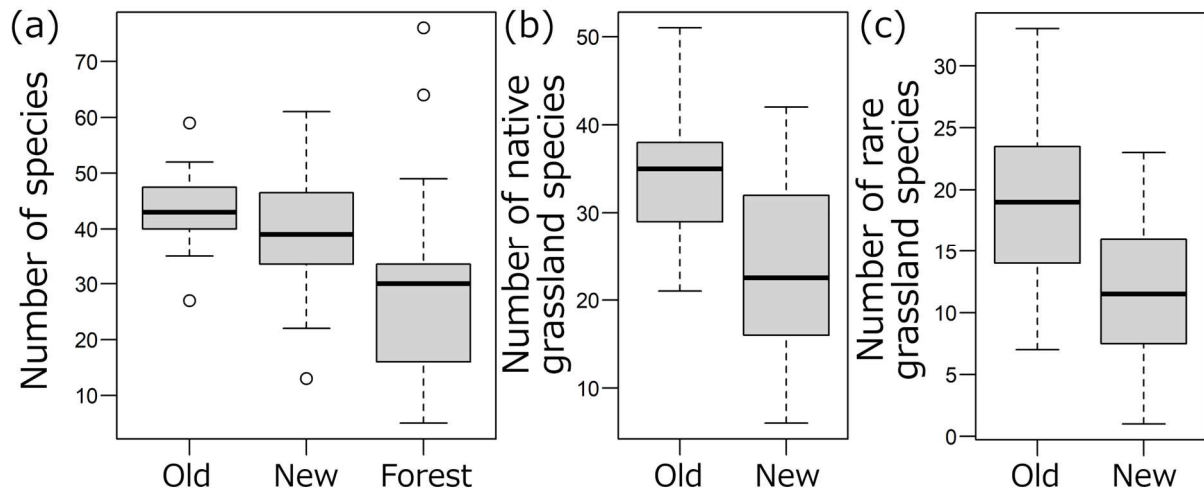 (a)
Number of species
70
60
50
40
30
20
10
Old New Forest
(b)
Number of native
grassland species
50
40
30
20
10
Old New
(c)
Number of rare
grassland species
30
25
20
15
10
5
0
Old New